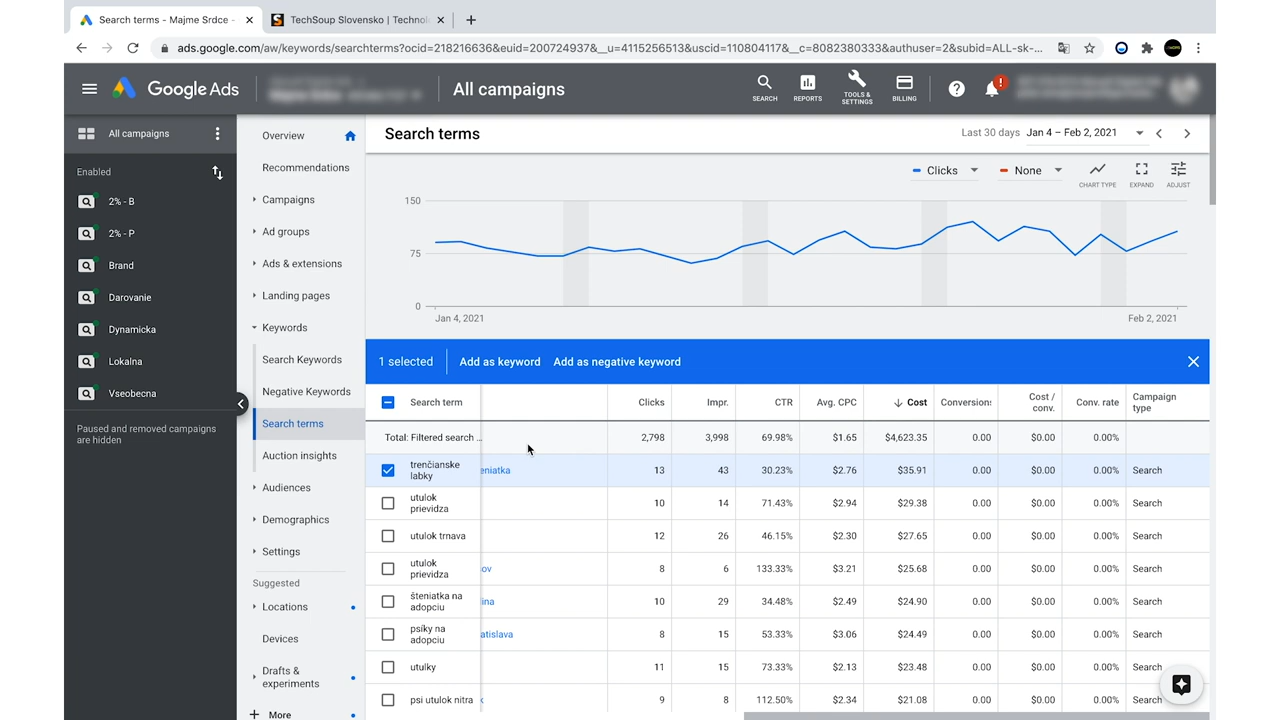 Search terms - Majme Srdce -
TechSoup Slovensko | Technol
ads.google.com/aw/keywords/searchterms?ocid=218210636&euid=200724937&__u=4115256513&uscid=110804117&__c=8082380333&authuser=2&subid=ALL-sk-...
Google Ads
Majme Srdce
All campaigns
SEARCH
REPORTS
TOOLS & SETTINGS
BILLING
All campaigns
Enabled
2% - B
2% - P
Brand
Darovanie
Dynamicka
Lokalna
Vseobecna
Paused and removed campaigns
are hidden
Overview
Recommendations
Campaigns
Ad groups
Ads & extensions
Landing pages
Keywords
Search Keywords
Negative Keywords
Search terms
Auction insights
Audiences
Demographics
Settings
Suggested
Locations
Devices
Drafts &
experiments
More
Search terms
Last 30 days Jan 4 – Feb 2, 2021
Clicks None
CHART TYPE EXPAND ADJUST
150
75
0
Jan 4, 2021 Feb 2, 2021
1 selected Add as keyword Add as negative keyword
Search term Clicks Impr. CTR Avg. CPC Cost Conversions Cost / conv. Conv. rate Campaign type
Total: Filtered search ... 2,798 3,998 69.98% $1.65 $4,623.35 0.00 $0.00 0.00%
trenčianske labky eniatka 13 43 30.23% $2.76 $35.91 0.00 $0.00 0.00% Search
utulok prievidza 10 14 71.43% $2.94 $29.38 0.00 $0.00 0.00% Search
utulok trnava 12 26 46.15% $2.30 $27.65 0.00 $0.00 0.00% Search
utulok prievidza ov 8 6 133.33% $3.21 $25.68 0.00 $0.00 0.00% Search
šteniatka na adopciu ina 10 29 34.48% $2.49 $24.90 0.00 $0.00 0.00% Search
psíky na adopciu atislava 8 15 53.33% $3.06 $24.49 0.00 $0.00 0.00% Search
utulky 11 15 73.33% $2.13 $23.48 0.00 $0.00 0.00% Search
psi utulok nitra 9 8 112.50% $2.34 $21.08 0.00 $0.00 0.00% Search